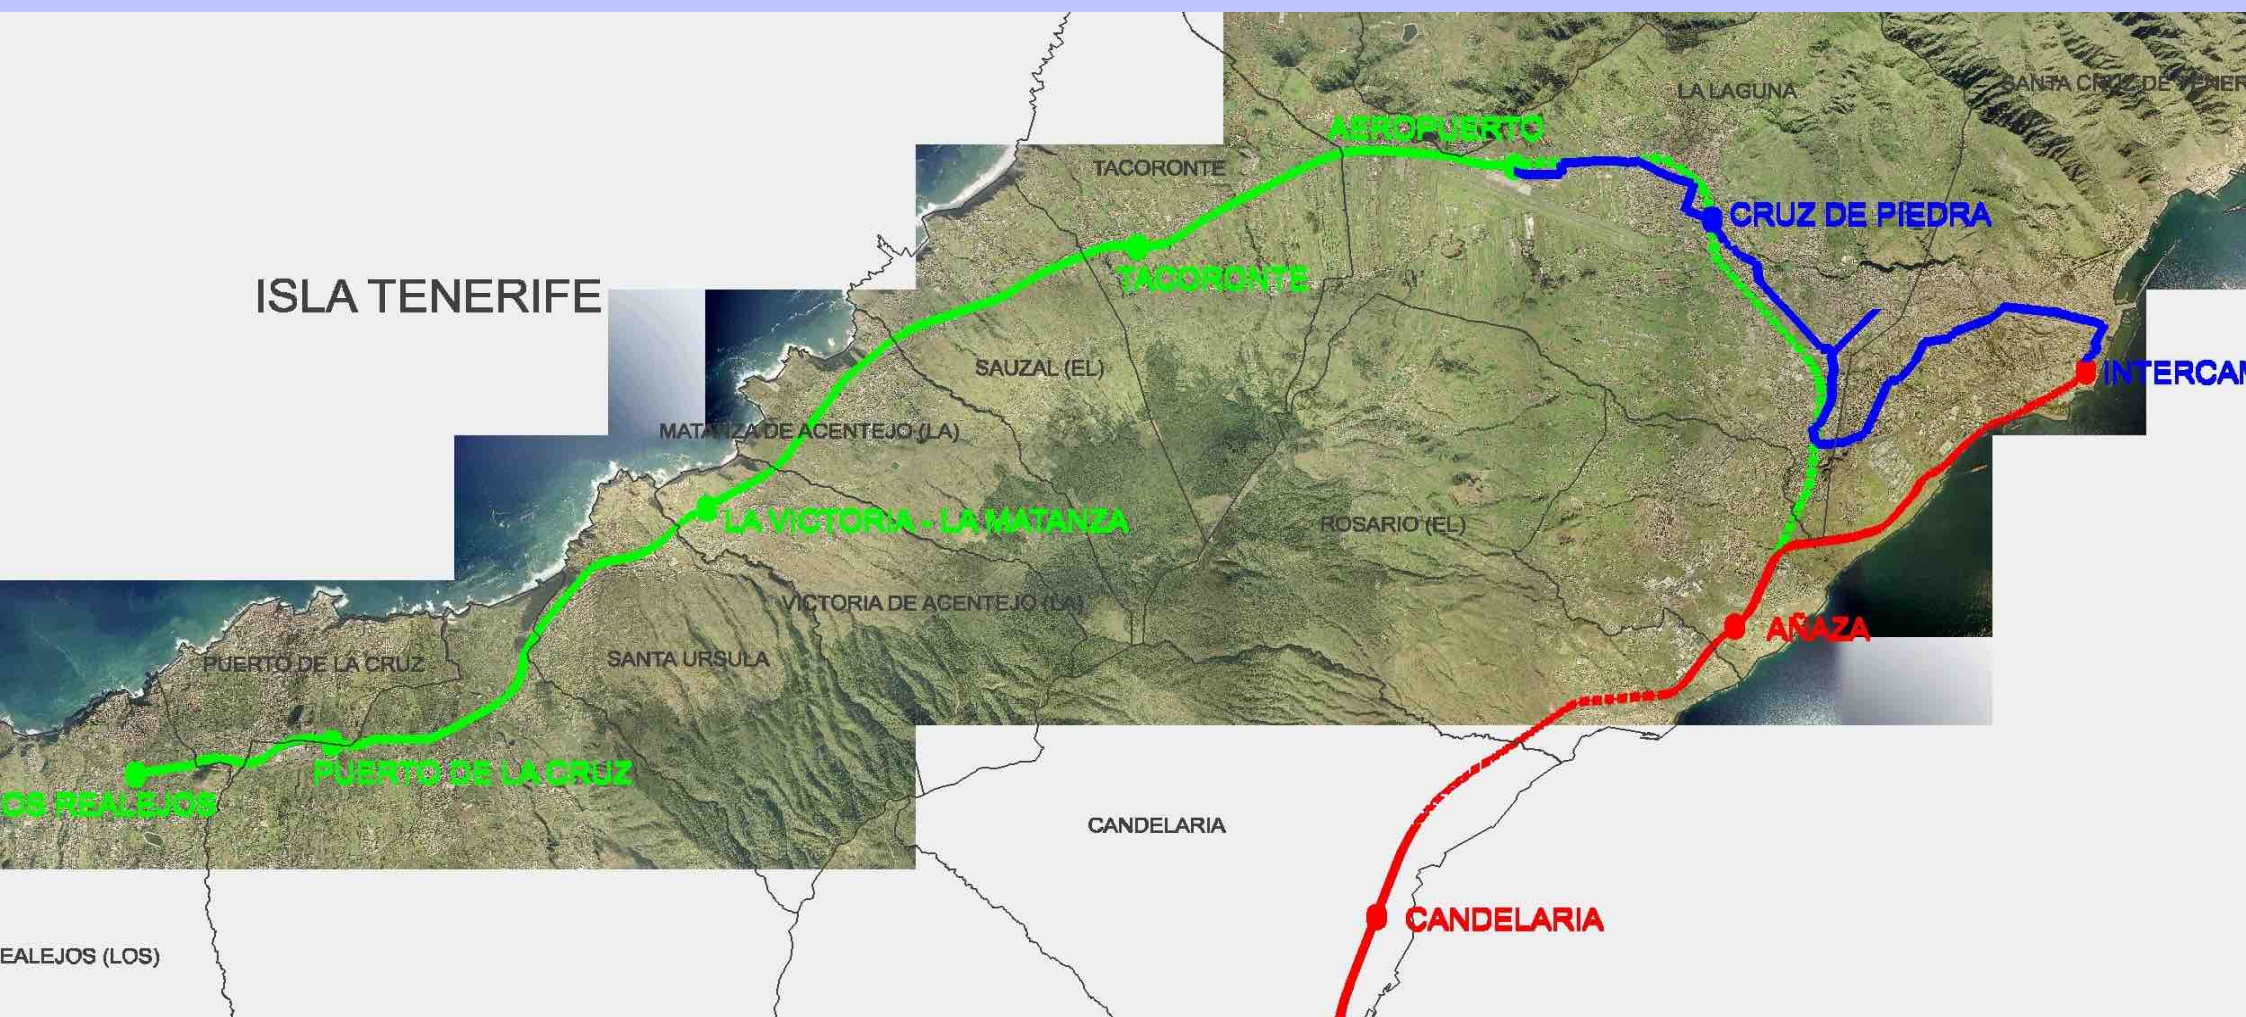 LA LAGUNA
SANTA CRUZ DE TENER
AEROPUERTO
TACORONTE
CRUZ DE PIEDRA
TACORONTE
ISLA TENERIFE
SAUZAL (EL)
INTERCAM
MATANZA DE ACENTEJO (LA)
LA VICTORIA - LA MATANZA
ROSARIO (EL)
VICTORIA DE ACENTEJO (LA)
AÑAZA
PUERTO DE LA CRUZ
SANTA URSULA
PUERTO DE LA CRUZ
OS REALEJOS
CANDELARIA
CANDELARIA
EALEJOS (LOS)